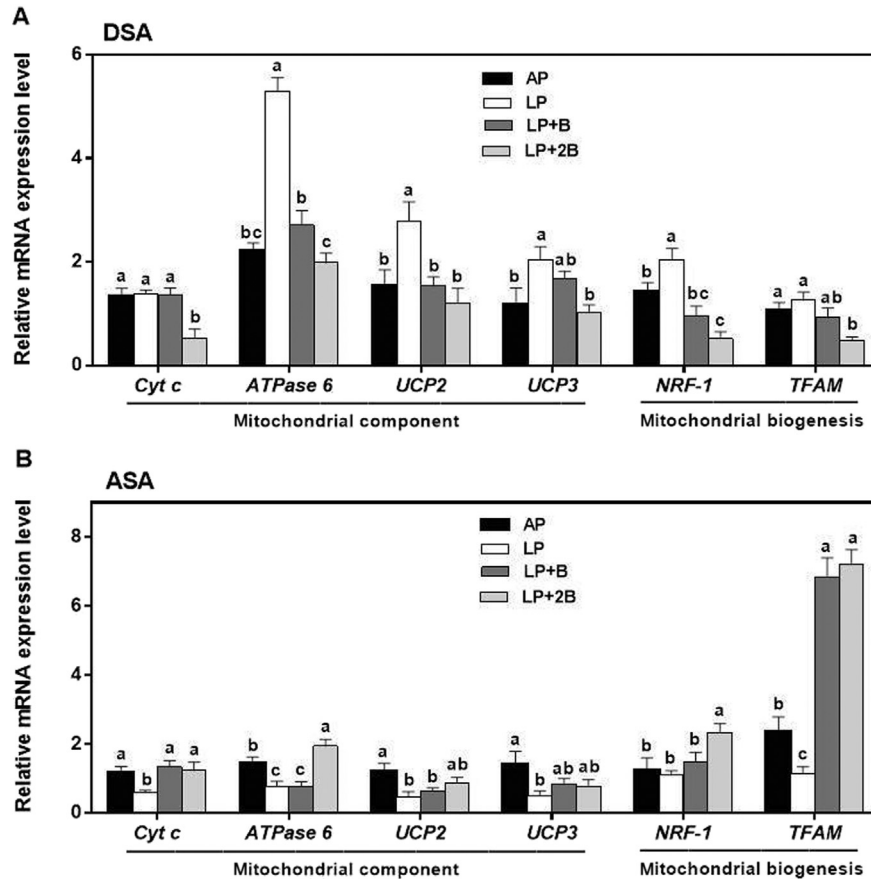 A
DSA
Relative mRNA expression level
6
4
2
0
AP
LP
LP+B
LP+2B
a a a b
bc a b c
b a b b
b a ab b
b a bc c
a a ab b
Cyt c ATPase 6 UCP2 UCP3 NRF-1 TFAM
Mitochondrial component Mitochondrial biogenesis
B
ASA
Relative mRNA expression level
8
6
4
2
0
AP
LP
LP+B
LP+2B
a b a a
b c c a
a b b ab
a b ab ab
b b b a
b c a a
Cyt c ATPase 6 UCP2 UCP3 NRF-1 TFAM
Mitochondrial component Mitochondrial biogenesis